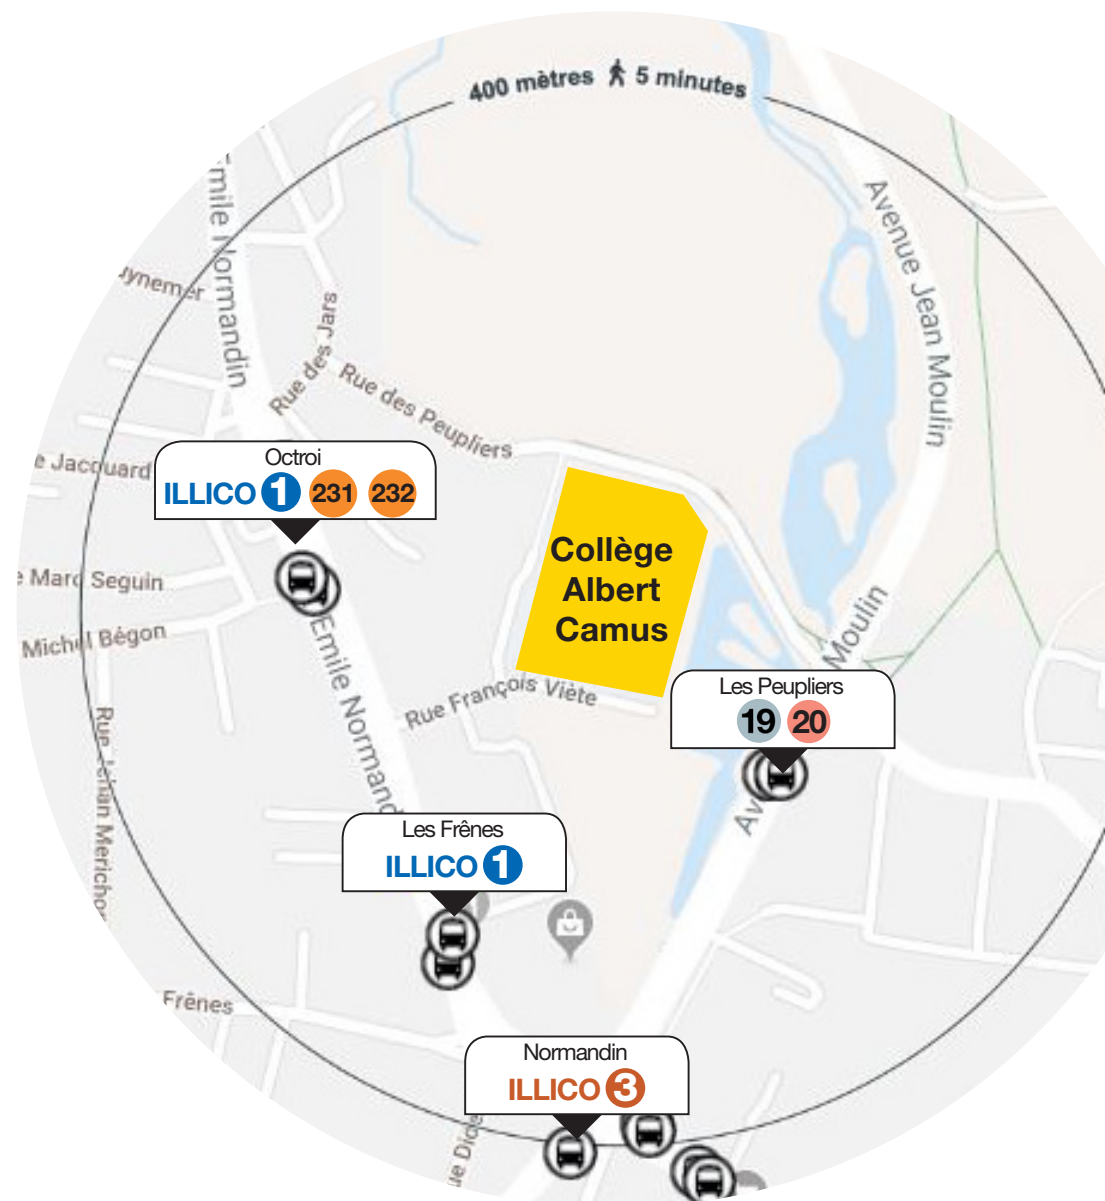 400 mètres 5 minutes
Emile Normandin
Avenue Jean Moulin
Rue des Jars
Rue des Peupliers
Octroi
ILLICO 1 231 232
Jacquard
Marc Seguin
Michel Bégon
Collège
Albert
Camus
Moulin
Emile Normand
Rue François Viète
Les Peupliers
19 20
Av
Rue Jehan
Les Frênes
ILLICO 1
Frênes
Normandin
ILLICO 3